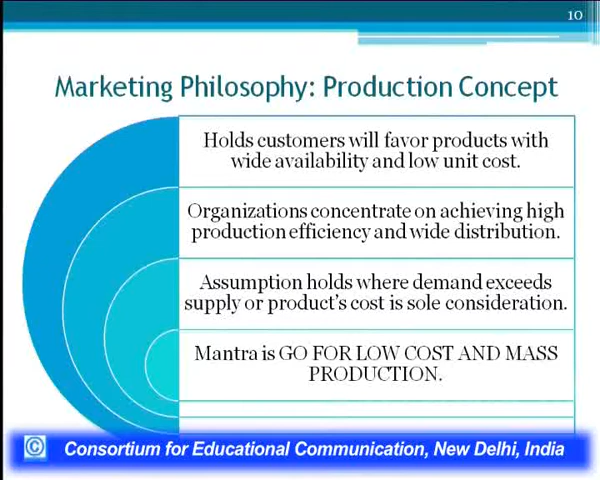 10
Marketing Philosophy: Production Concept
Holds customers will favor products with
wide availability and low unit cost.
Organizations concentrate on achieving high
production efficiency and wide distribution.
Assumption holds where demand exceeds
supply or product's cost is sole consideration.
Mantra is GO FOR LOW COST AND MASS
PRODUCTION.
© Consortium for Educational Communication, New Delhi, India